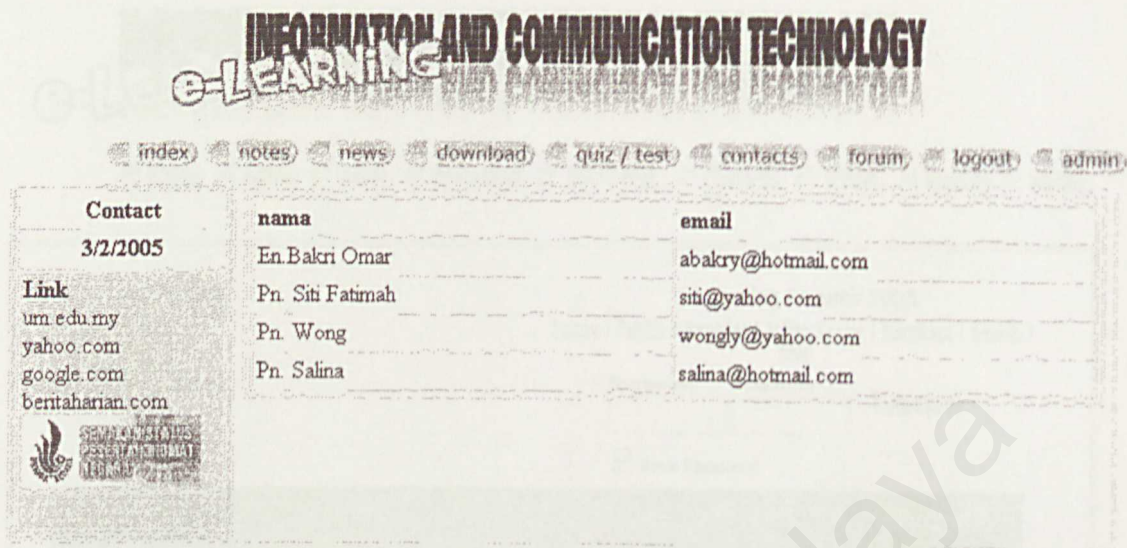 INFORMATION AND COMMUNICATION TECHNOLOGY
e-LEARNiNG
index notes news download quiz / test contacts forum logout admin
Contact
3/2/2005
Link
um.edu.my
yahoo.com
google.com
beritaharian.com
nama email
En.Bakri Omar abakry@hotmail.com
Pn. Siti Fatimah siti@yahoo.com
Pn. Wong wongly@yahoo.com
Pn. Salina salina@hotmail.com